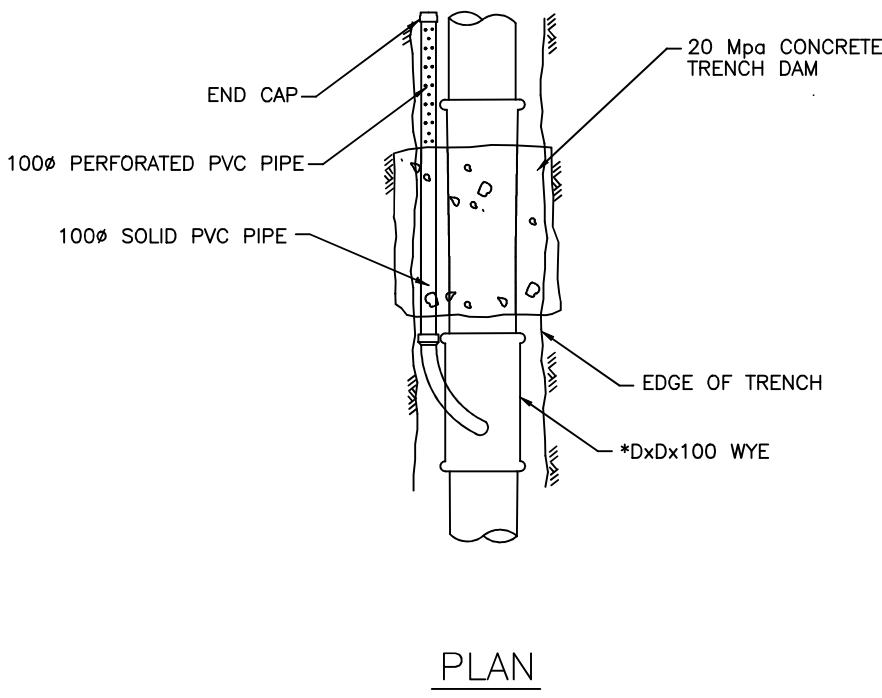 20 Mpa CONCRETE
TRENCH DAM
END CAP
100ø PERFORATED PVC PIPE
100ø SOLID PVC PIPE
EDGE OF TRENCH
*DxDx100 WYE
PLAN